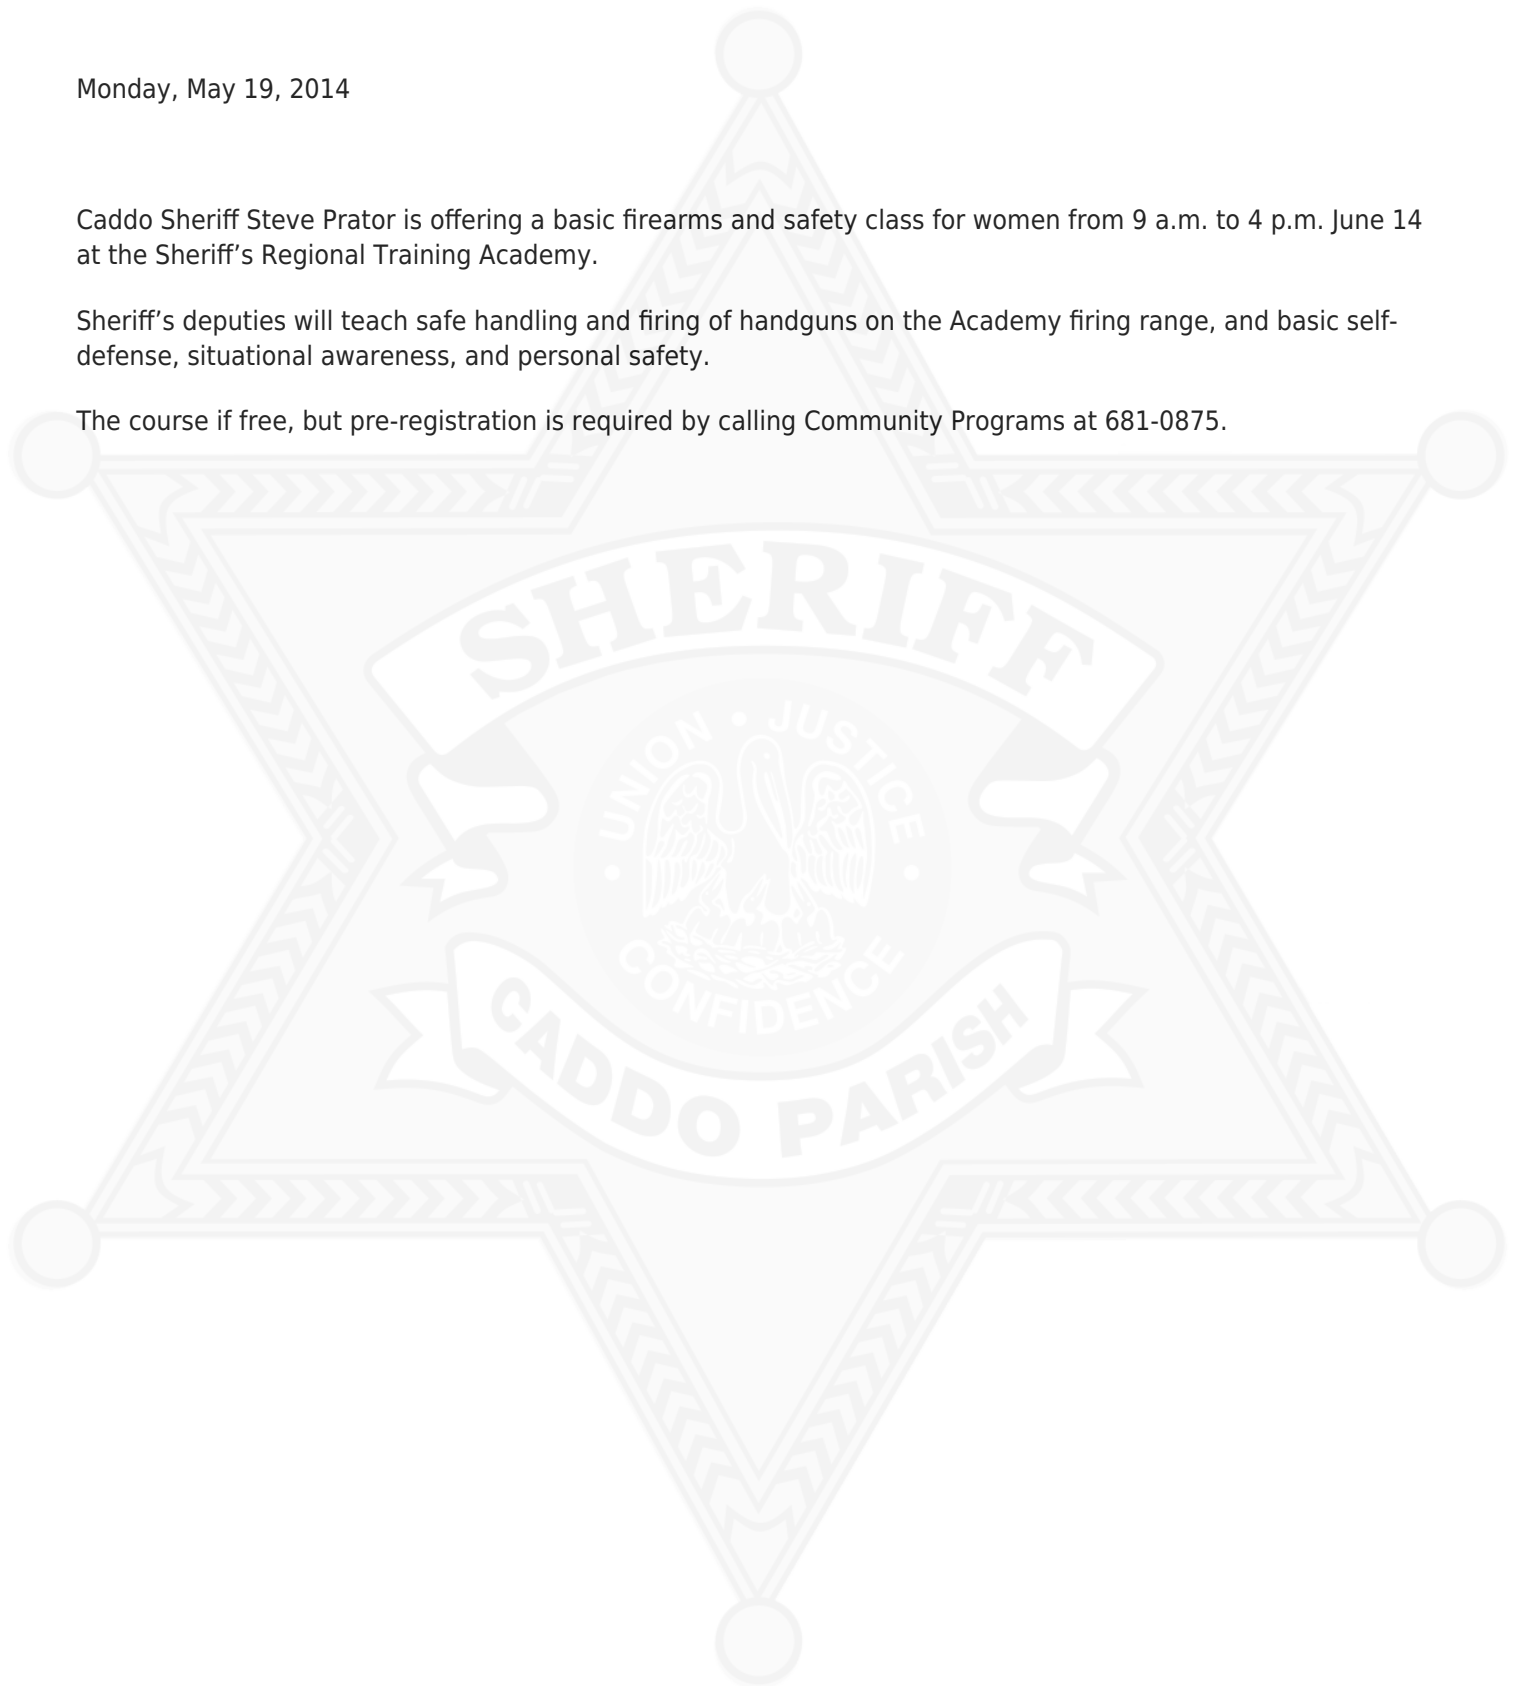 Monday, May 19, 2014
Caddo Sheriff Steve Prator is offering a basic firearms and safety class for women from 9 a.m. to 4 p.m. June 14
at the Sheriff’s Regional Training Academy.
Sheriff’s deputies will teach safe handling and firing of handguns on the Academy firing range, and basic self-
defense, situational awareness, and personal safety.
The course if free, but pre-registration is required by calling Community Programs at 681-0875.
SHERIFF
UNION • JUSTICE
• CONFIDENCE •
CADDO PARISH